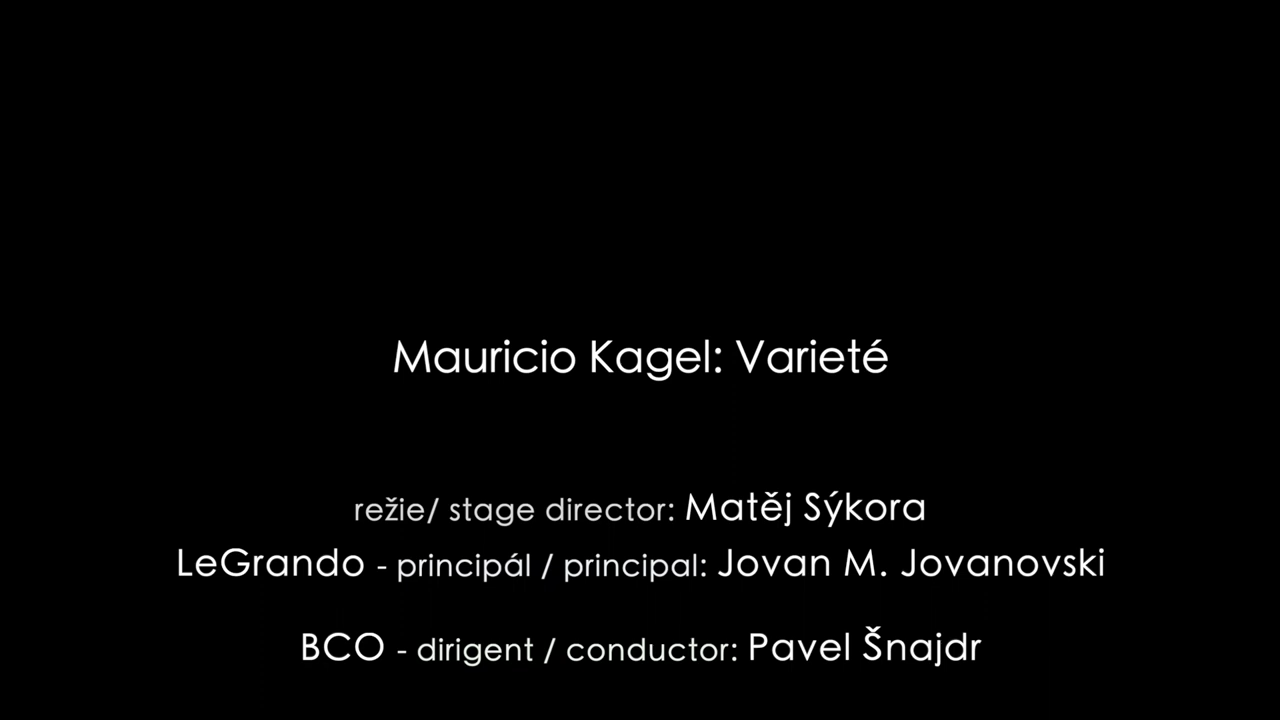 Mauricio Kagel: Varieté
režie/ stage director: Matěj Sýkora
LeGrando - principál / principal: Jovan M. Jovanovski
BCO - dirigent / conductor: Pavel Šnajdr